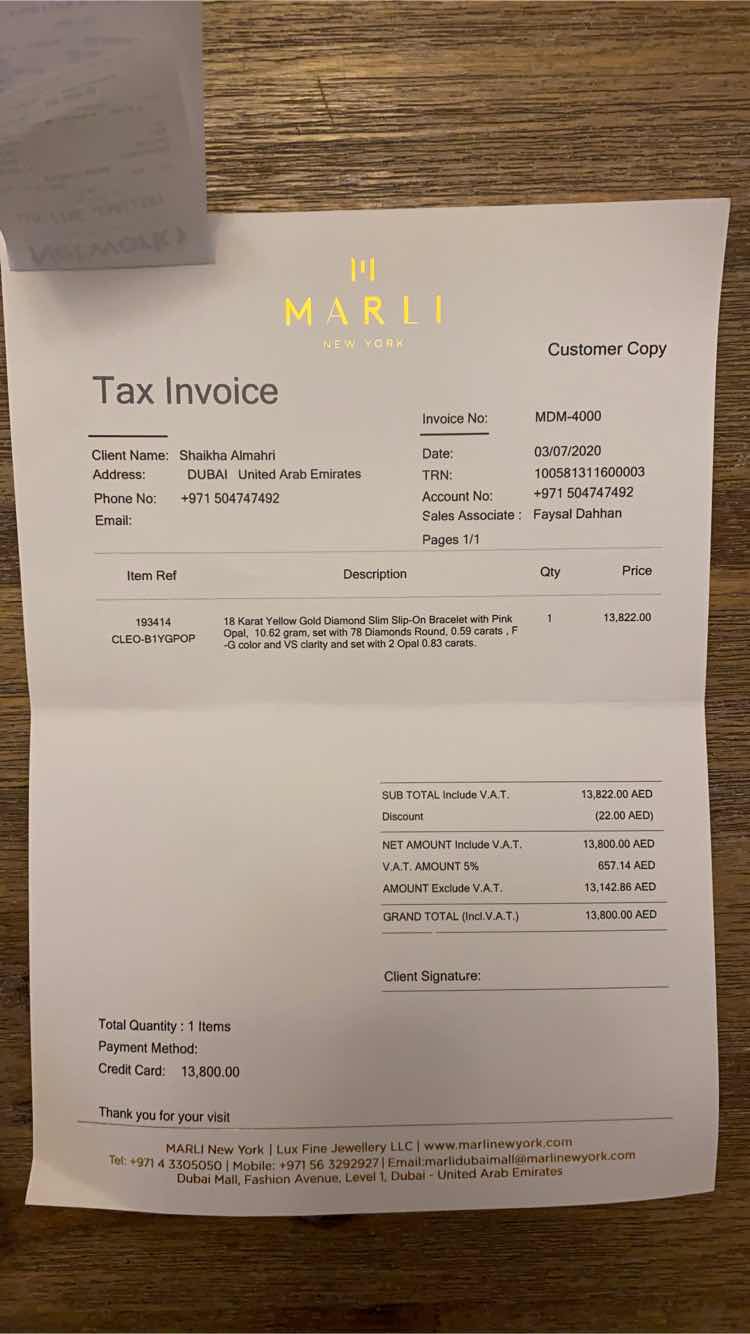 Network
MARLI
NEW YORK
Customer Copy
Tax Invoice
Invoice No: MDM-4000
Client Name: Shaikha Almahri
Date: 03/07/2020
Address: DUBAI United Arab Emirates
TRN: 100581311600003
Phone No: +971 504747492
Account No: +971 504747492
Email:
Sales Associate : Faysal Dahhan
Pages 1/1
Item Ref Description Qty Price
193414 18 Karat Yellow Gold Diamond Slim Slip-On Bracelet with Pink 1 13,822.00
CLEO-B1YGPOP Opal, 10.62 gram, set with 78 Diamonds Round, 0.59 carats , F
-G color and VS clarity and set with 2 Opal 0.83 carats.
SUB TOTAL Include V.A.T. 13,822.00 AED
Discount (22.00 AED)
NET AMOUNT Include V.A.T. 13,800.00 AED
V.A.T. AMOUNT 5% 657.14 AED
AMOUNT Exclude V.A.T. 13,142.86 AED
GRAND TOTAL (Incl.V.A.T.) 13,800.00 AED
Client Signature:
Total Quantity : 1 Items
Payment Method:
Credit Card: 13,800.00
Thank you for your visit
MARLI New York | Lux Fine Jewellery LLC | www.marlinewyork.com
Tel: +971 4 3305050 | Mobile: +971 56 3292927 | Email:marlidubaimall@marlinewyork.com
Dubai Mall, Fashion Avenue, Level 1, Dubai - United Arab Emirates